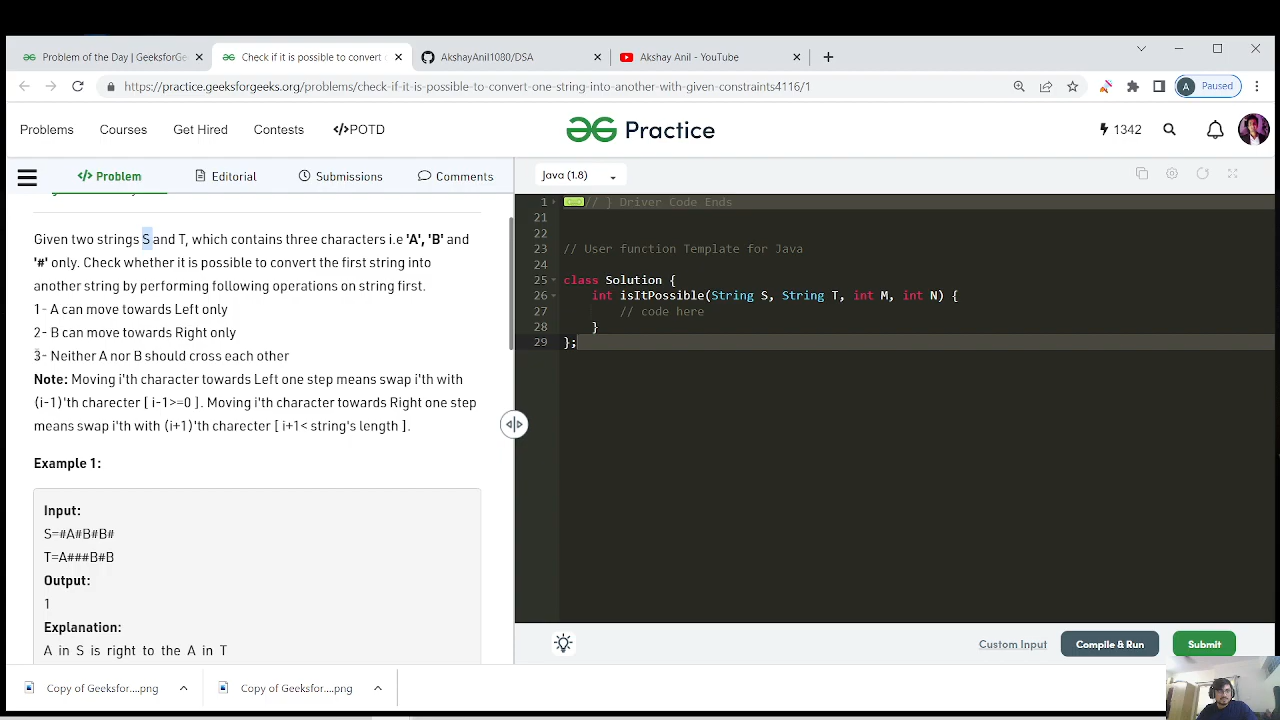 Problem of the Day | GeeksforGe
Check if it is possible to convert
AkshayAnil1080/DSA
Akshay Anil - YouTube
https://practice.geeksforgeeks.org/problems/check-if-it-is-possible-to-convert-one-string-into-another-with-given-constraints4116/1
A Paused
Problems
Courses
Get Hired
Contests
</>POTD
Practice
1342
</> Problem
Editorial
Submissions
Comments
Java (1.8)
Given two strings S and T, which contains three characters i.e 'A', 'B' and
'#' only. Check whether it is possible to convert the first string into
another string by performing following operations on string first.
1- A can move towards Left only
2- B can move towards Right only
3- Neither A nor B should cross each other
Note: Moving i'th character towards Left one step means swap i'th with
(i-1)'th charecter [ i-1>=0 ]. Moving i'th character towards Right one step
means swap i'th with (i+1)'th charecter [ i+1< string's length ].
Example 1:
Input:
S=#A#B#B#
T=A###B#B
Output:
1
Explanation:
A in S is right to the A in T
1 // } Driver Code Ends
21
22
23 // User function Template for Java
24
25 class Solution {
26 int isItPossible(String S, String T, int M, int N) {
27 // code here
28 }
29 };
Custom Input
Compile & Run
Submit
Copy of Geeksfor....png
Copy of Geeksfor....png